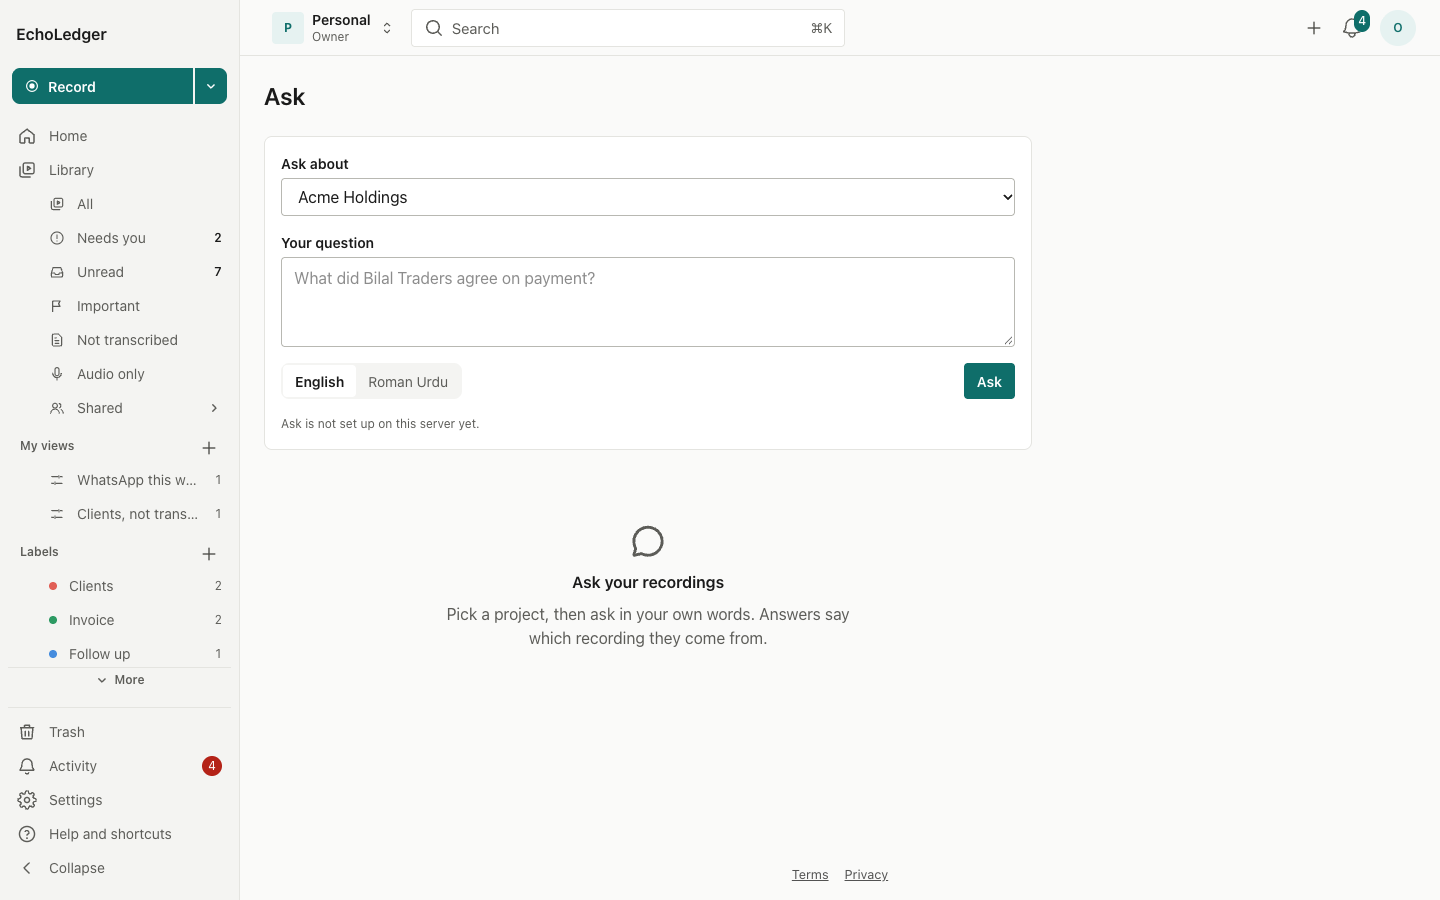 EchoLedger
Record
Home
Library
All
Needs you 2
Unread 7
Important
Not transcribed
Audio only
Shared
My views
WhatsApp this w... 1
Clients, not trans... 1
Labels
Clients 2
Invoice 2
Follow up 1
More
Trash
Activity 4
Settings
Help and shortcuts
Collapse
P
Personal
Owner
Search ⌘K
4
O
Ask
Ask about
Acme Holdings
Your question
What did Bilal Traders agree on payment?
English Roman Urdu
Ask
Ask is not set up on this server yet.
Ask your recordings
Pick a project, then ask in your own words. Answers say
which recording they come from.
Terms Privacy